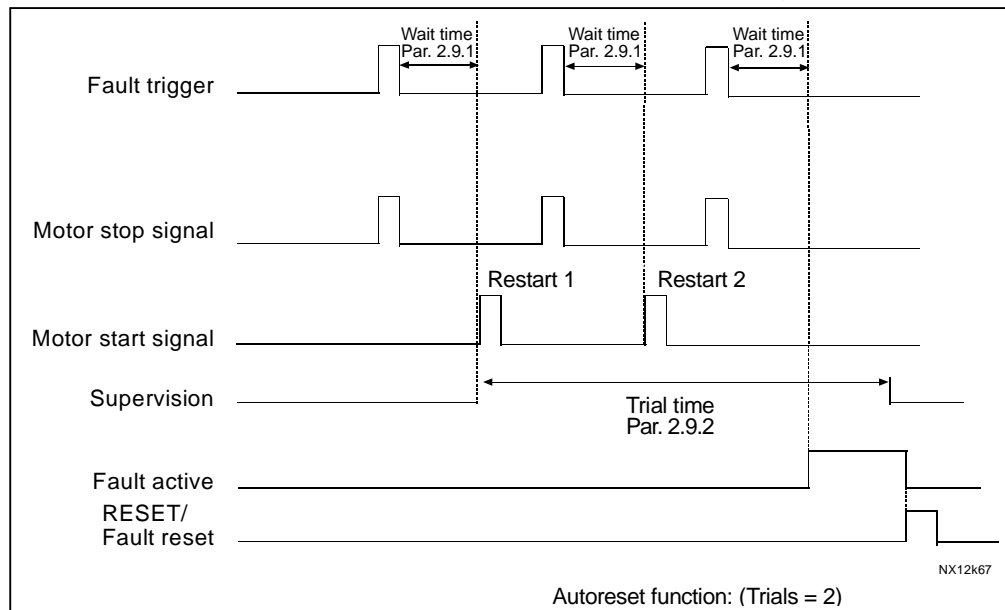 Wait time
Par. 2.9.1
Wait time
Par. 2.9.1
Wait time
Par. 2.9.1
Fault trigger
Motor stop signal
Restart 1
Restart 2
Motor start signal
Supervision
Trial time
Par. 2.9.2
Fault active
RESET/
Fault reset
NX12k67
Autoreset function: (Trials = 2)